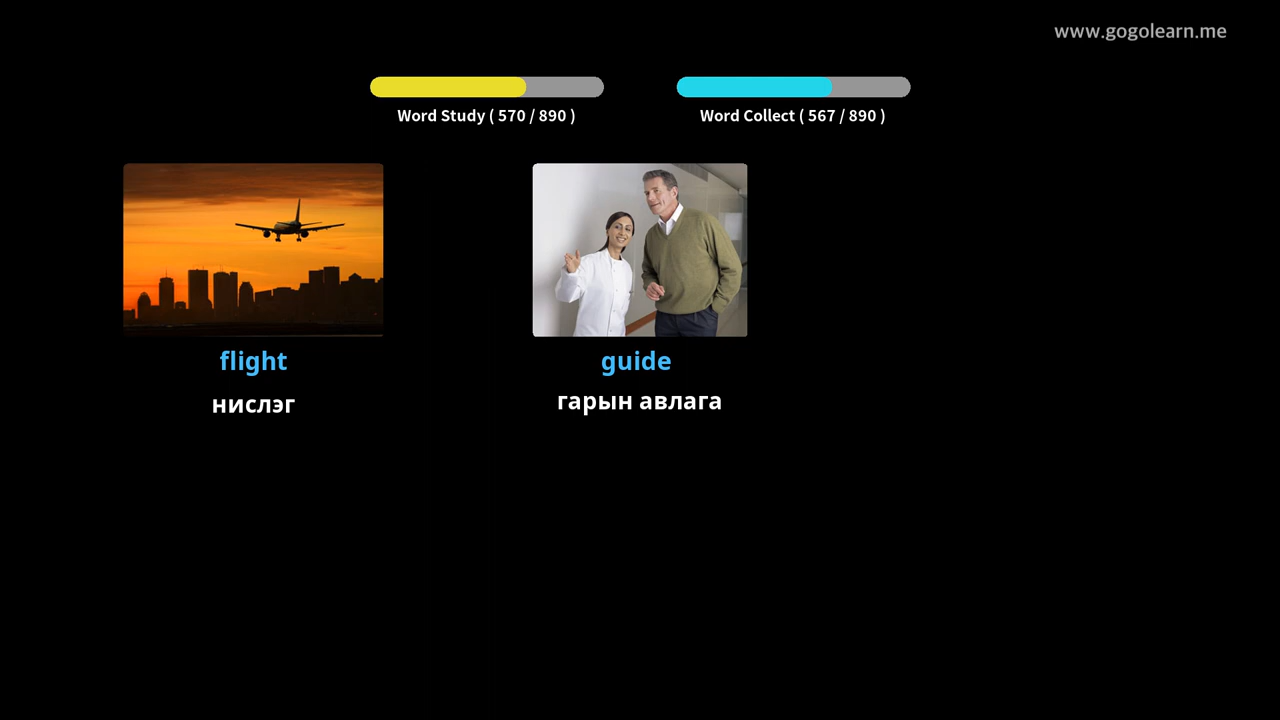 www.gogolearn.me
Word Study ( 570 / 890 )
Word Collect ( 567 / 890 )
flight
нислэг
guide
гарын авлага